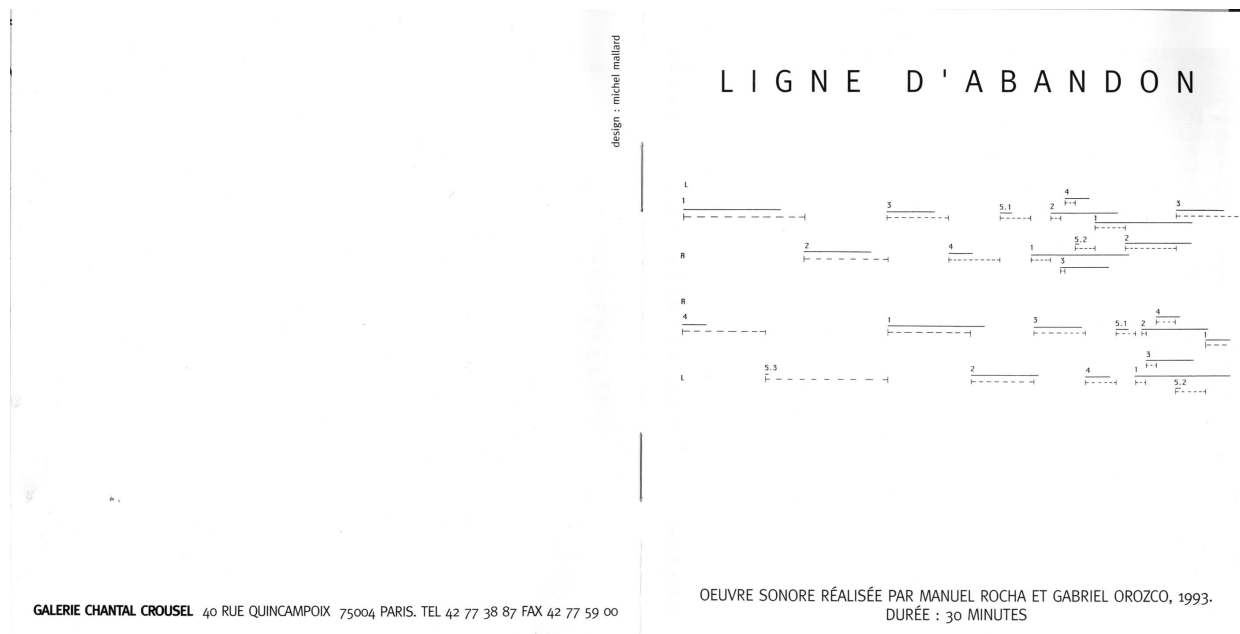 design : michel mallard
GALERIE CHANTAL CROUSEL 40 RUE QUINCAMPOIX 75004 PARIS. TEL 42 77 38 87 FAX 42 77 59 00
LIGNE D'ABANDON
L
1 3 5.1 2 4 1 3
R
2 4 1 3 5.2 2
R
4 1 3 5.1 2 4 1
L
5.3 2 4 1 3 5.2
OEUVRE SONORE RÉALISÉE PAR MANUEL ROCHA ET GABRIEL OROZCO, 1993.
DURÉE : 30 MINUTES